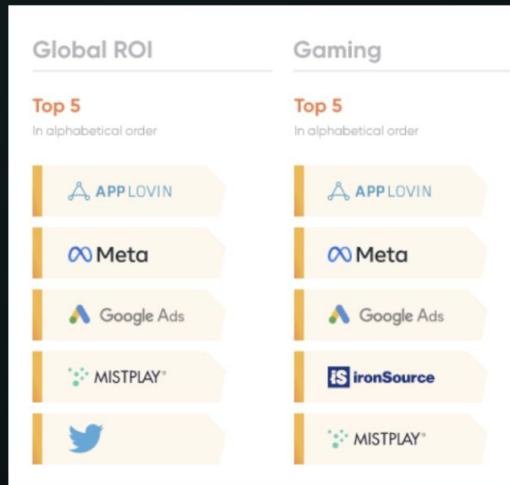 Global ROI
Top 5
In alphabetical order
APPLOVIN
Meta
Google Ads
MISTPLAY®
Gaming
Top 5
In alphabetical order
APPLOVIN
Meta
Google Ads
iS ironSource
MISTPLAY®